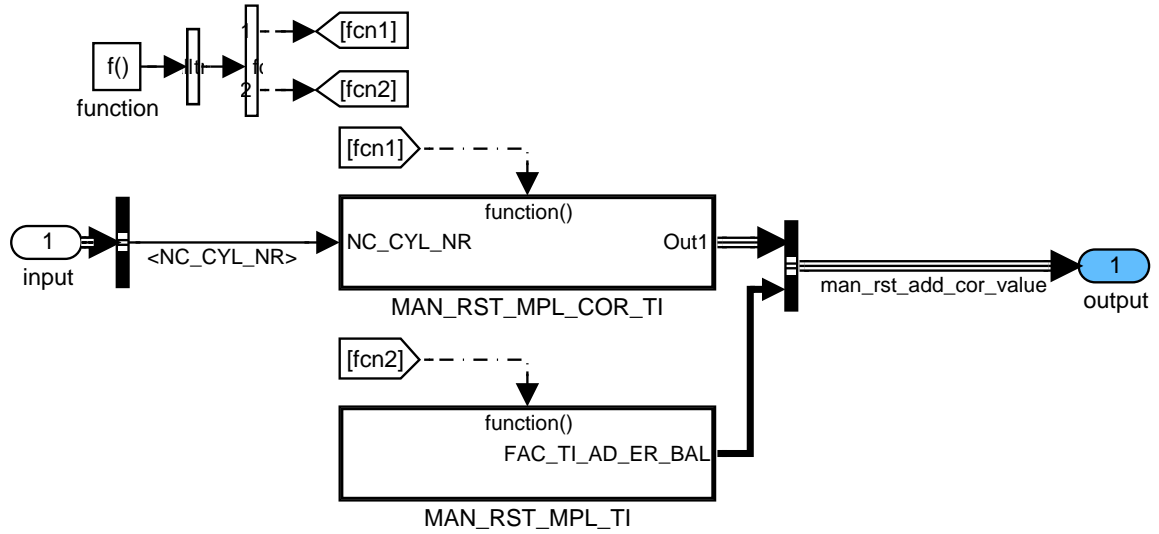 [fcn1]
1
f()
2
[fcn2]
function
[fcn1]
function()
1
NC_CYL_NR
Out1
<NC_CYL_NR>
input
1
man_rst_add_cor_value
output
MAN_RST_MPL_COR_TI
[fcn2]
function()
FAC_TI_AD_ER_BAL
MAN_RST_MPL_TI